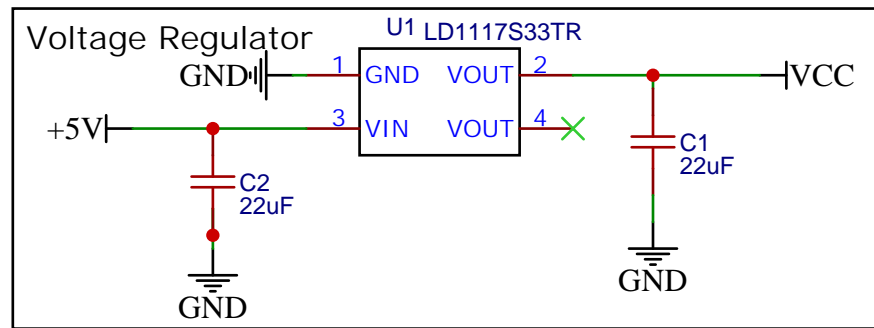 Voltage Regulator
U1 LD1117S33TR
GND 1 GND VOUT 2 VCC
+5V 3 VIN VOUT 4
C1
22uF
C2
22uF
GND
GND